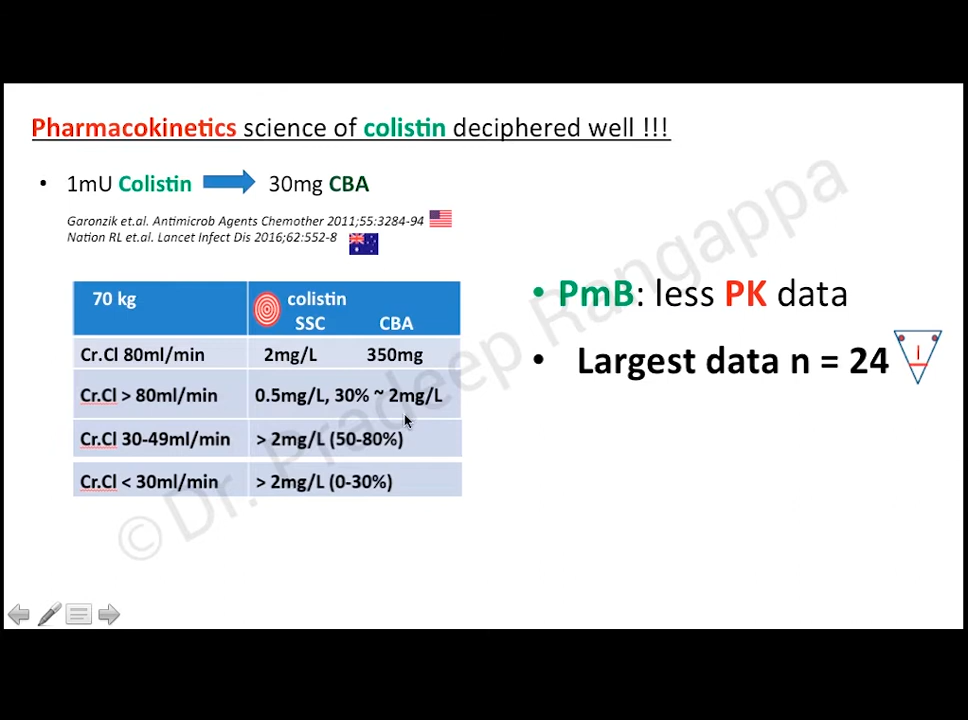 Pharmacokinetics science of colistin deciphered well !!!
• 1mU Colistin 30mg CBA
Garonzik et.al. Antimicrob Agents Chemother 2011;55:3284-94
Nation RL et.al. Lancet Infect Dis 2016;62:552-8
70 kg colistin
SSC CBA
Cr.Cl 80ml/min 2mg/L 350mg
Cr.Cl > 80ml/min 0.5mg/L, 30% ~ 2mg/L
Cr.Cl 30-49ml/min > 2mg/L (50-80%)
Cr.Cl < 30ml/min > 2mg/L (0-30%)
• PmB: less PK data
• Largest data n = 24
© Dr. Pradeep Rangappa